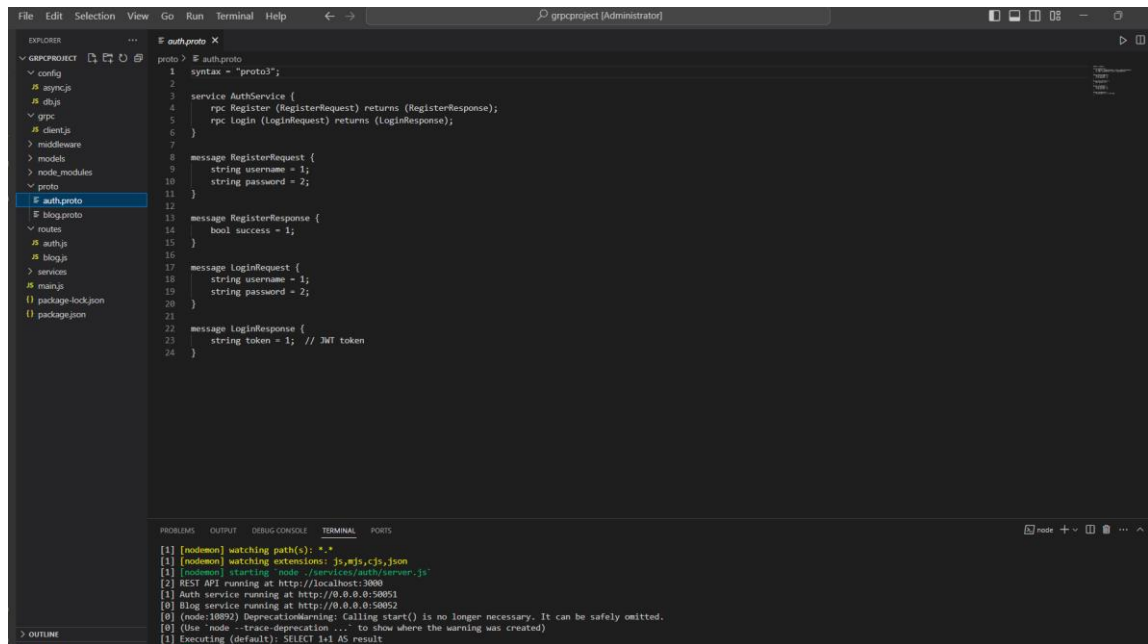 File Edit Selection View Go Run Terminal Help
grpcproject [Administrator]
EXPLORER
GRPCPROJECT
config
JS async.js
JS db.js
grpc
JS client.js
middleware
models
node_modules
proto
auth.proto
blog.proto
routes
JS auth.js
JS blog.js
services
JS main.js
{} package-lock.json
{} package.json
OUTLINE
auth.proto
proto > auth.proto
1 syntax = "proto3";
2
3 service AuthService {
4 rpc Register (RegisterRequest) returns (RegisterResponse);
5 rpc Login (LoginRequest) returns (LoginResponse);
6 }
7
8 message RegisterRequest {
9 string username = 1;
10 string password = 2;
11 }
12
13 message RegisterResponse {
14 bool success = 1;
15 }
16
17 message LoginRequest {
18 string username = 1;
19 string password = 2;
20 }
21
22 message LoginResponse {
23 string token = 1; // JWT token
24 }
PROBLEMS OUTPUT DEBUG CONSOLE TERMINAL PORTS
node
[1] [nodemon] watching path(s): *.*
[1] [nodemon] watching extensions: js,mjs,cjs,json
[1] [nodemon] starting `node ./services/auth/server.js`
[2] REST API running at http://localhost:3000
[1] Auth service running at http://0.0.0.0:50051
[0] Blog service running at http://0.0.0.0:50052
[0] (node:10892) DeprecationWarning: Calling start() is no longer necessary. It can be safely omitted.
[0] (Use `node --trace-deprecation ...` to show where the warning was created)
[1] Executing (default): SELECT 1+1 AS result